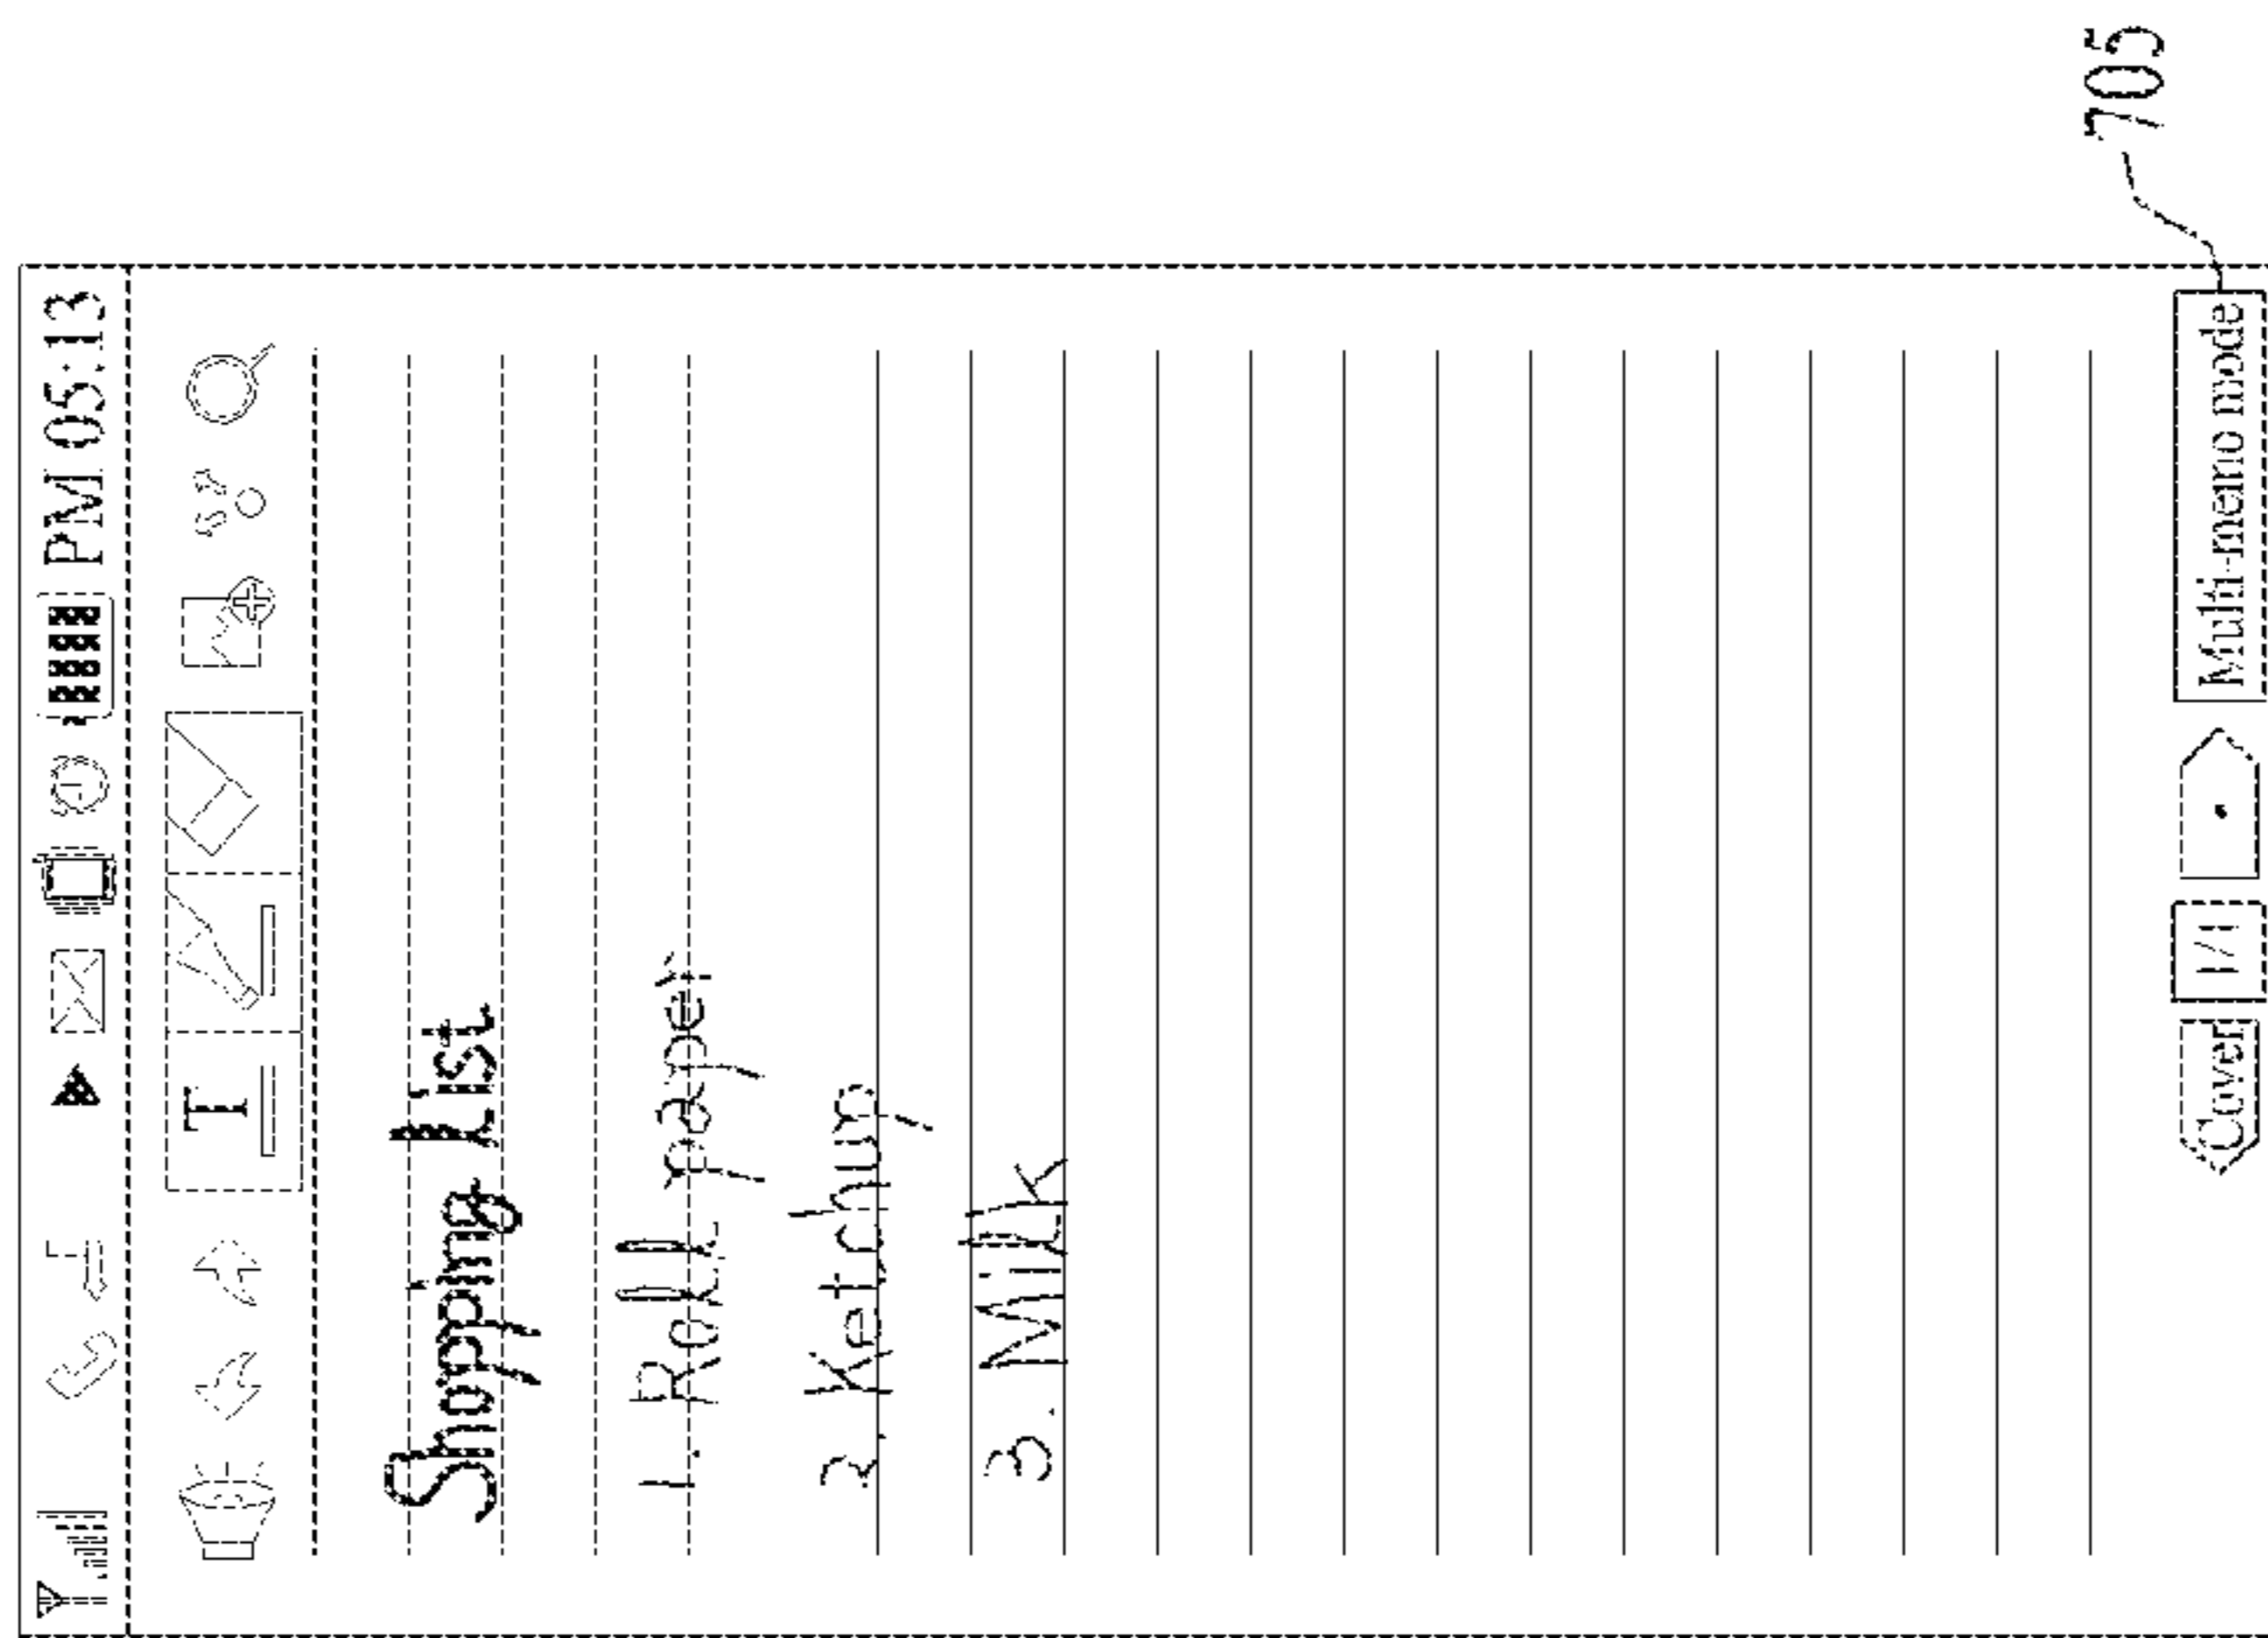 PM 05:13
T
Shopping list
1. Roll paper
2. Ketchup
3. Milk
Cover 1/1 Multi-memo mode
705